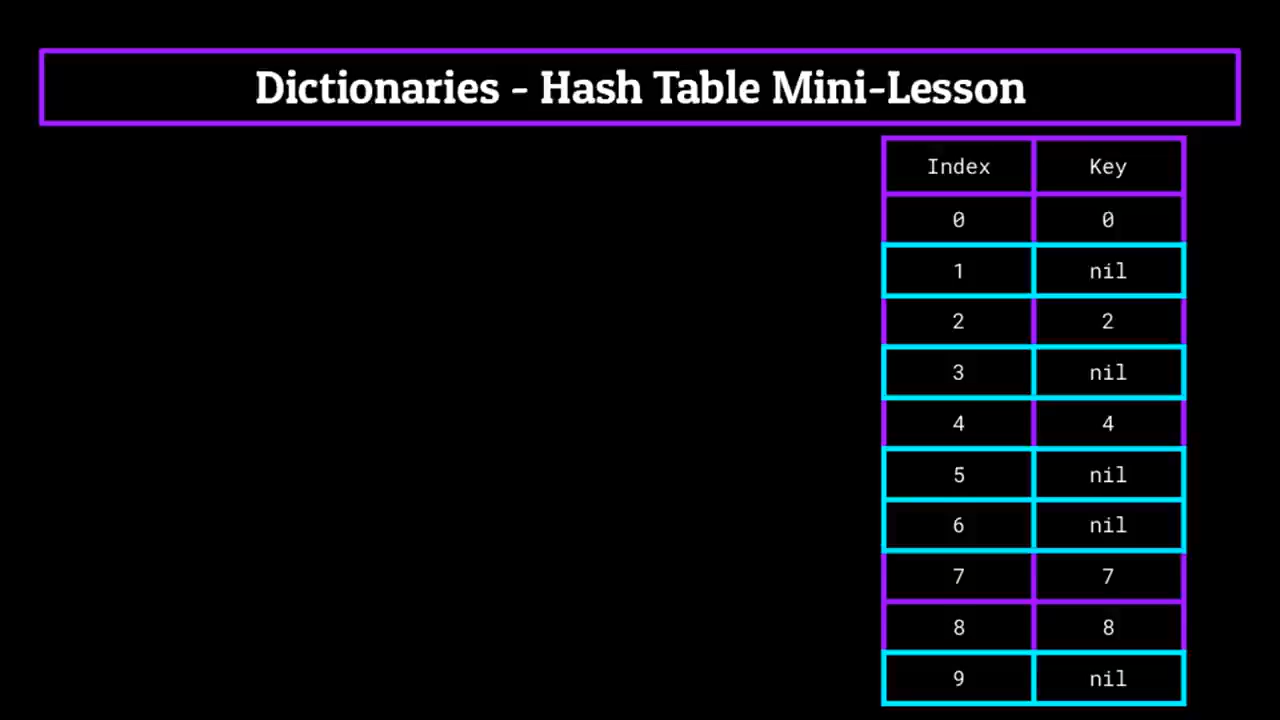 Dictionaries - Hash Table Mini-Lesson
Index Key
0 0
1 nil
2 2
3 nil
4 4
5 nil
6 nil
7 7
8 8
9 nil